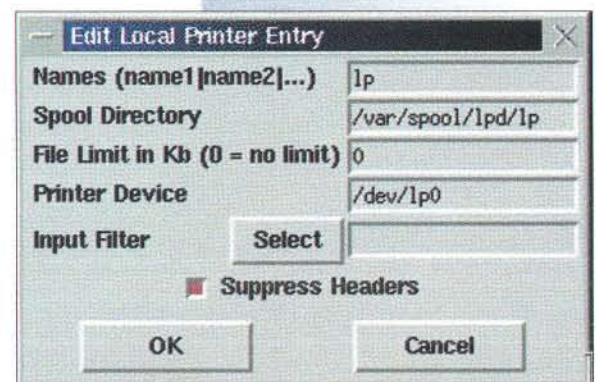 Edit Local Printer Entry
Names (name1|name2|...) lp
Spool Directory /var/spool/lpd/lp
File Limit in Kb (0 = no limit) 0
Printer Device /dev/lp0
Input Filter Select
Suppress Headers
OK Cancel